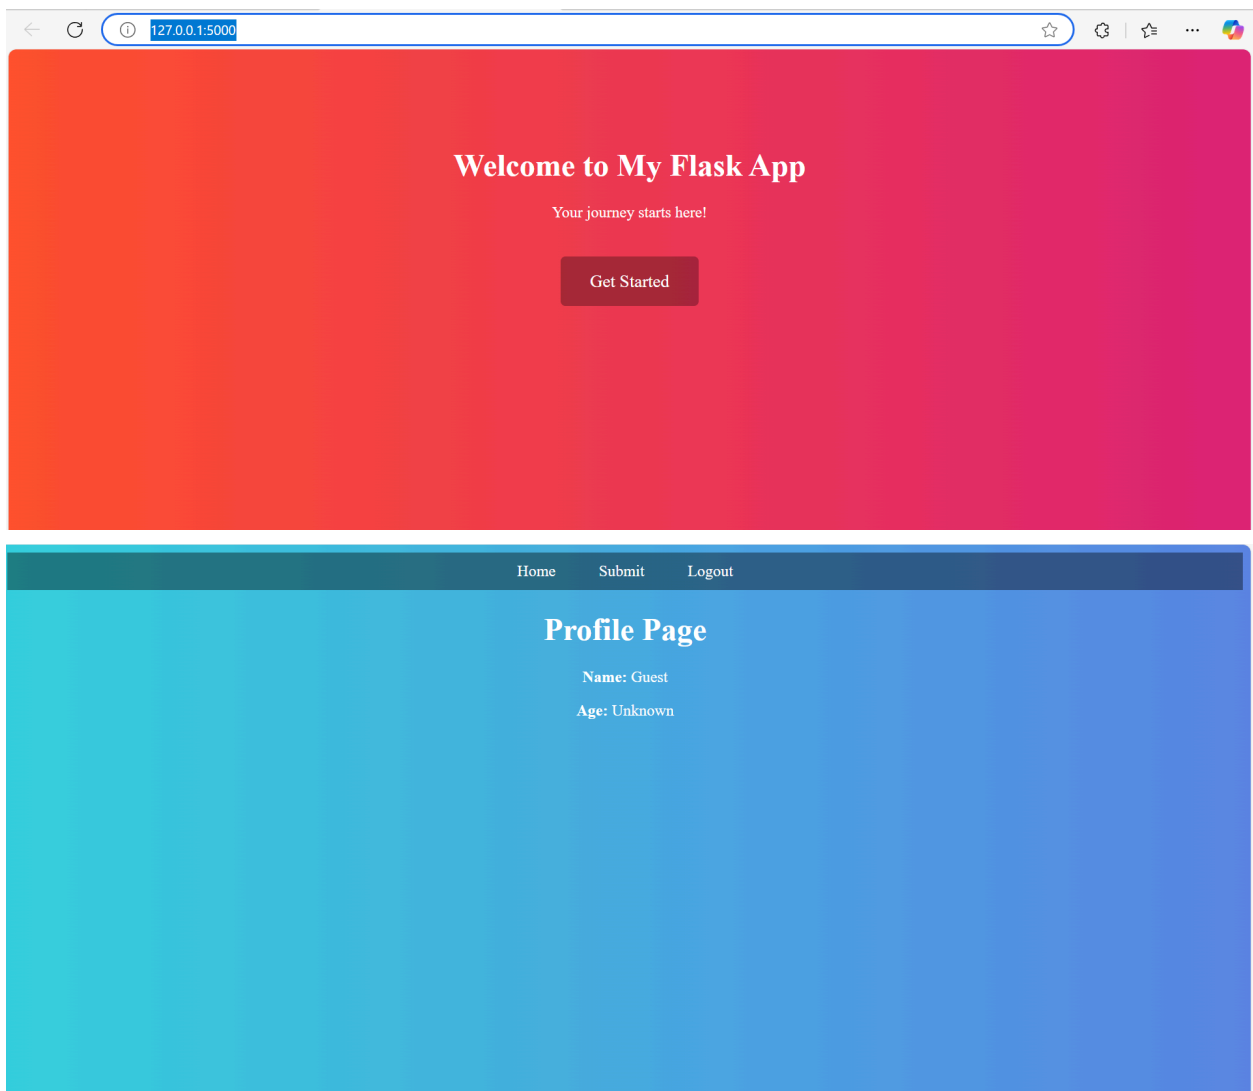 127.0.0.1:5000
Welcome to My Flask App
Your journey starts here!
Get Started
Home Submit Logout
Profile Page
Name: Guest
Age: Unknown